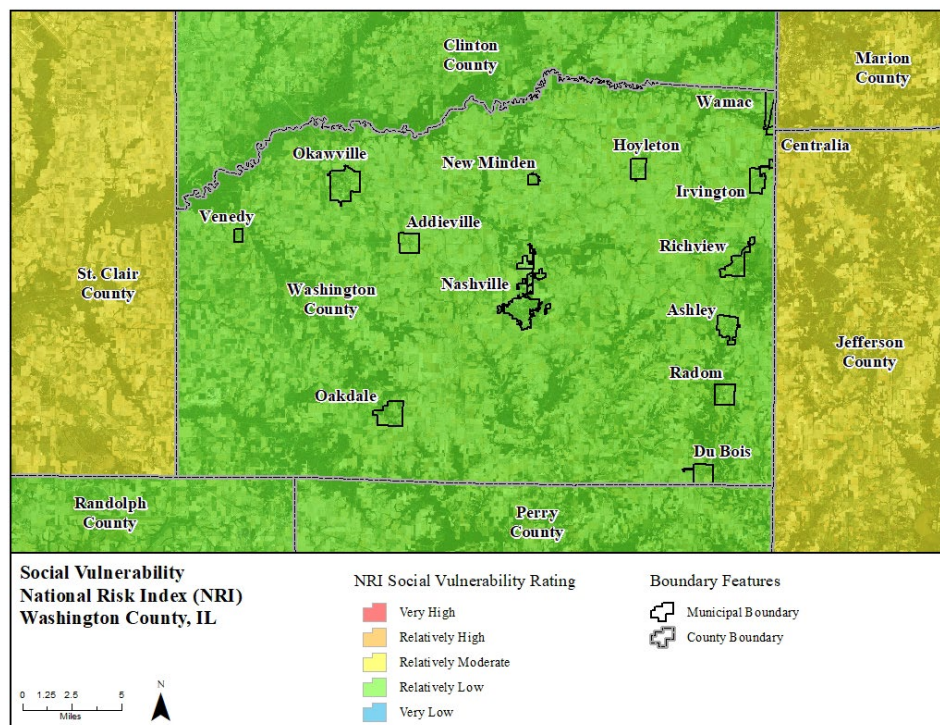 Clinton
County
Marion
County
Wamac
Centralia
Okawville
New Minden
Hoyleton
Irvington
Venedy
Addieville
Richview
St. Clair
County
Washington
County
Nashville
Ashley
Jefferson
County
Radom
Oakdale
Du Bois
Randolph
County
Perry
County
Social Vulnerability
National Risk Index (NRI)
Washington County, IL
0 1.25 2.5 5
Miles
N
NRI Social Vulnerability Rating
Very High
Relatively High
Relatively Moderate
Relatively Low
Very Low
Boundary Features
Municipal Boundary
County Boundary